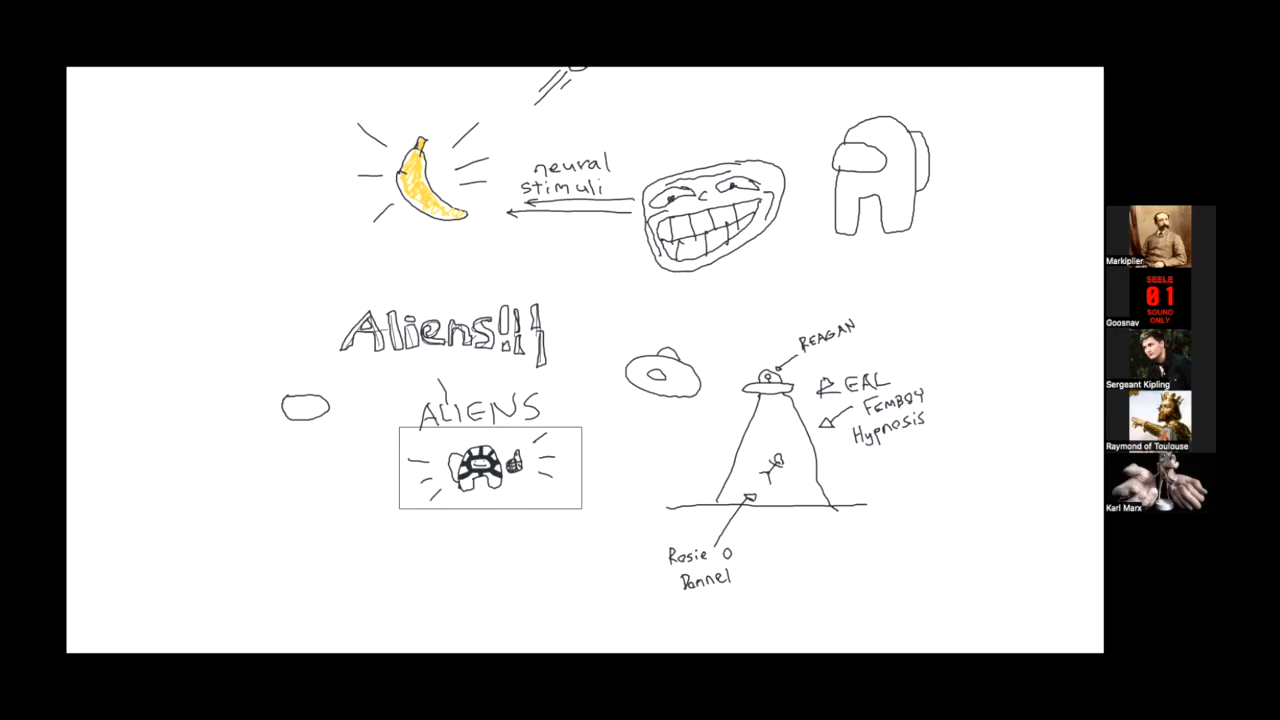 neural
stimuli
Aliens!!!
ALIENS
REAGAN
REAL
FEMBOY
Hypnosis
Rosie O
Donnel
Markiplier
SEELE
01
SOUND
ONLY
Goosnav
Sergeant Kipling
Raymond of Toulouse
Karl Marx